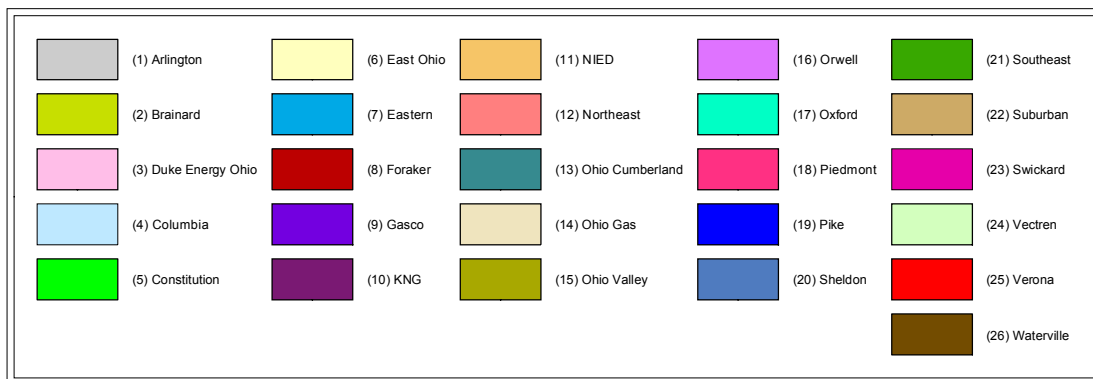 (1) Arlington
(2) Brainard
(3) Duke Energy Ohio
(4) Columbia
(5) Constitution
(6) East Ohio
(7) Eastern
(8) Foraker
(9) Gasco
(10) KNG
(11) NIED
(12) Northeast
(13) Ohio Cumberland
(14) Ohio Gas
(15) Ohio Valley
(16) Orwell
(17) Oxford
(18) Piedmont
(19) Pike
(20) Sheldon
(21) Southeast
(22) Suburban
(23) Swickard
(24) Vectren
(25) Verona
(26) Waterville